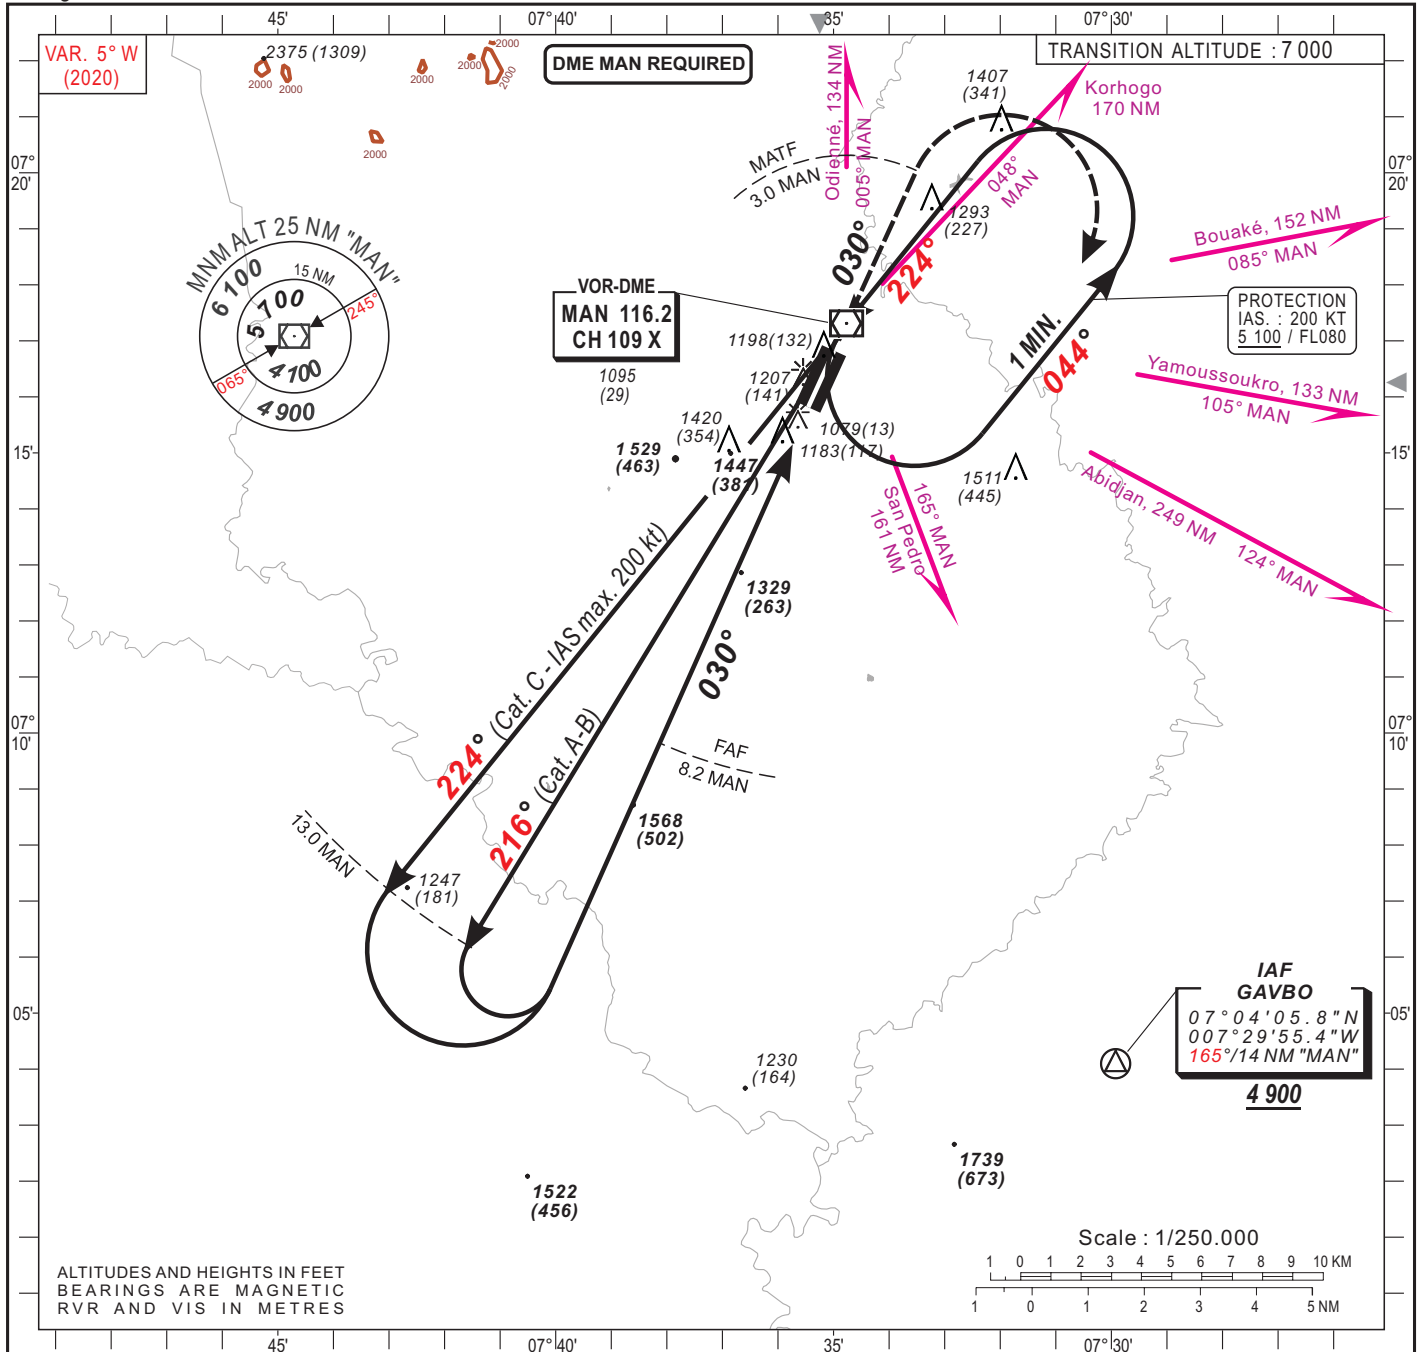 45'
07°40'
35'
07°30'
VAR. 5° W
(2020)
2375 (1309)
2000
2000
2000
2000
2000
2000
2000
DME MAN REQUIRED
TRANSITION ALTITUDE : 7 000
Odienné, 134 NM
005° MAN
1407
(341)
Korhogo
170 NM
048°
MAN
07°
20'
07°
20'
MATF
3.0 MAN
1293
(227)
Bouaké, 152 NM
085° MAN
MNM ALT 25 NM "MAN"
6 100
5 700
15 NM
245°
065°
4 100
4 900
030°
224°
VOR-DME
MAN 116.2
CH 109 X
PROTECTION
IAS. : 200 KT
5 100 / FL080
1 MIN.
044°
1198(132)
1207
(141)
1095
(29)
Yamoussoukro, 133 NM
105° MAN
1420
(354)
1079(13)
1183(117)
1 529
(463)
1447
(381)
15'
15'
1511
(445)
165° MAN
San Pedro
161 NM
Abidjan, 249 NM
124° MAN
1329
(263)
030°
224° (Cat. C - IAS max. 200 kt)
216° (Cat. A-B)
07°
10'
07°
10'
FAF
8.2 MAN
1568
(502)
13.0 MAN
1247
(181)
05'
05'
IAF
GAVBO
07°04'05.8"N
007°29'55.4"W
165°/14 NM "MAN"
4 900
1230
(164)
1739
(673)
1522
(456)
Scale : 1/250.000
1 0 1 2 3 4 5 6 7 8 9 10 KM
1 0 1 2 3 4 5 NM
ALTITUDES AND HEIGHTS IN FEET
BEARINGS ARE MAGNETIC
RVR AND VIS IN METRES
45'
07°40'
35'
07°30'